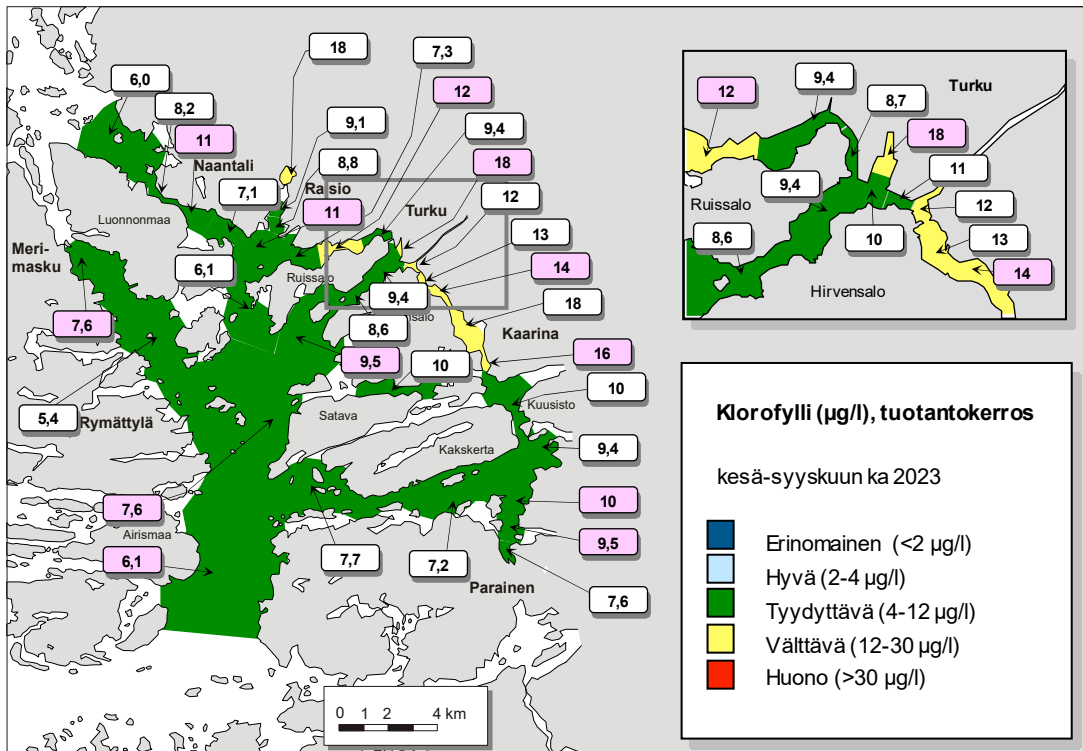 18
7,3
6,0
12
8,2
9,1
9,4
11
Naantali
8,8
18
7,1
Raisio
11
Turku
12
Luonnonmaa
Meri-
masku
6,1
Ruissalo
13
14
9,4
18
7,6
8,6
Kaarina
9,5
10
16
5,4
Rymättylä
Satava
Kuusisto
10
Kakskerta
9,4
7,6
10
Airismaa
6,1
9,5
7,7
7,2
Parainen
7,6
0 1 2 4 km
9,4
Turku
12
8,7
18
9,4
11
Ruissalo
12
8,6
10
13
14
Hirvensalo
Klorofylli (µg/l), tuotantokerros
kesä-syyskuun ka 2023
Erinomainen (<2 µg/l)
Hyvä (2-4 µg/l)
Tyydyttävä (4-12 µg/l)
Välttävä (12-30 µg/l)
Huono (>30 µg/l)